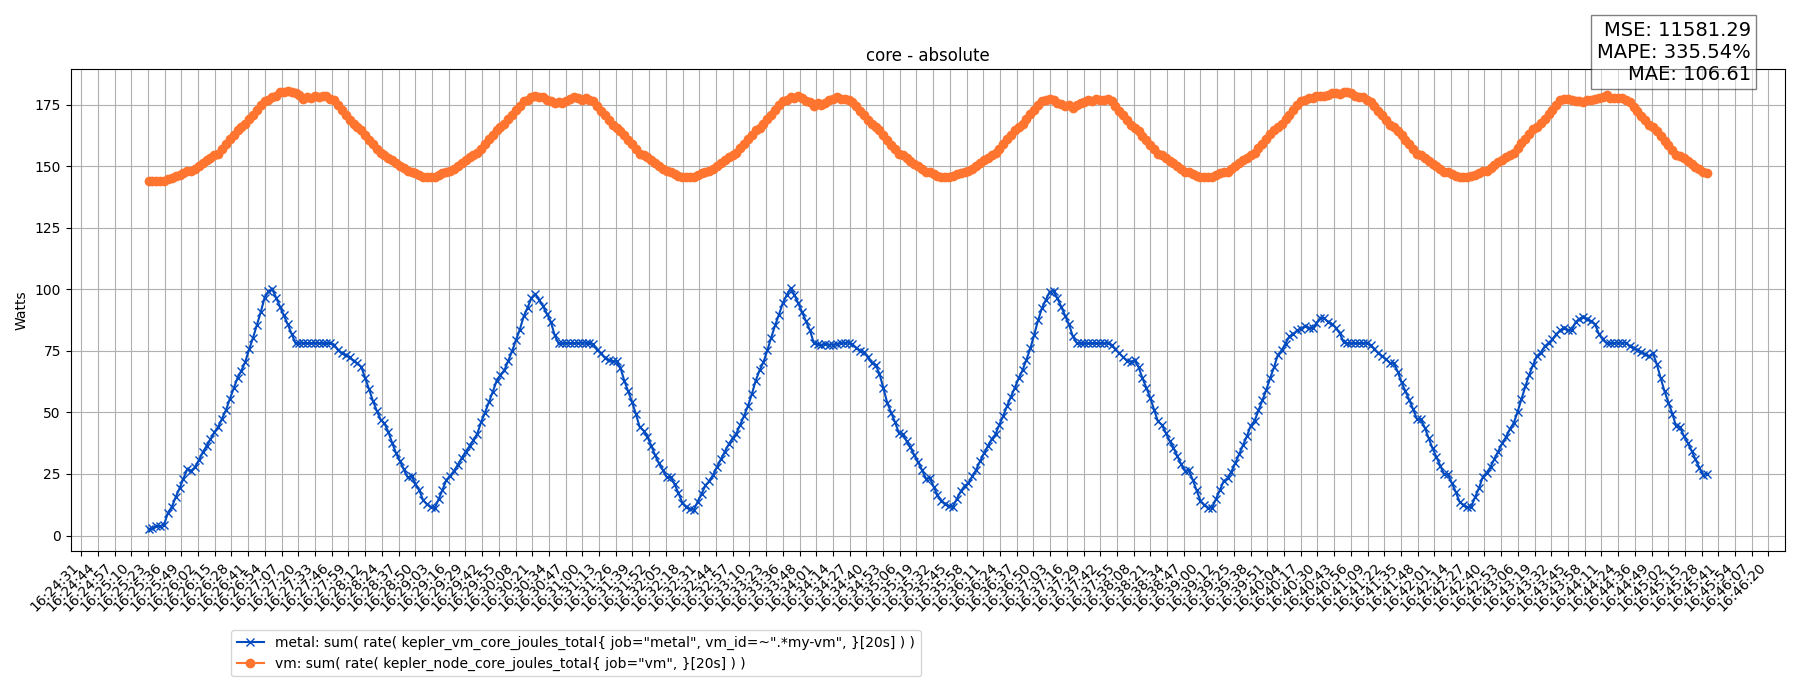 MSE: 11581.29
MAPE: 335.54%
MAE: 106.61
core - absolute
Watts
175
150
125
100
75
50
25
0
16:24:31 16:24:44 16:24:57 16:25:10 16:25:23 16:25:36 16:25:49 16:26:02 16:26:15 16:26:28 16:26:41 16:26:54 16:27:07 16:27:20 16:27:33 16:27:46 16:27:59 16:28:12 16:28:24 16:28:37 16:28:50 16:29:03 16:29:16 16:29:29 16:29:42 16:29:55 16:30:08 16:30:21 16:30:34 16:30:47 16:31:00 16:31:13 16:31:26 16:31:39 16:31:52 16:32:05 16:32:18 16:32:31 16:32:44 16:32:57 16:33:10 16:33:23 16:33:36 16:33:48 16:34:01 16:34:14 16:34:27 16:34:40 16:34:53 16:35:06 16:35:19 16:35:32 16:35:45 16:35:58 16:36:11 16:36:24 16:36:37 16:36:50 16:37:03 16:37:16 16:37:29 16:37:42 16:37:55 16:38:08 16:38:21 16:38:34 16:38:47 16:39:00 16:39:12 16:39:25 16:39:38 16:39:51 16:40:04 16:40:17 16:40:30 16:40:43 16:40:56 16:41:09 16:41:22 16:41:35 16:41:48 16:42:01 16:42:14 16:42:27 16:42:40 16:42:53 16:43:06 16:43:19 16:43:32 16:43:45 16:43:58 16:44:11 16:44:24 16:44:36 16:44:49 16:45:02 16:45:15 16:45:28 16:45:41 16:45:54 16:46:07 16:46:20
metal: sum( rate( kepler_vm_core_joules_total{ job="metal", vm_id=~".*my-vm", }[20s] ) )
vm: sum( rate( kepler_node_core_joules_total{ job="vm", }[20s] ) )